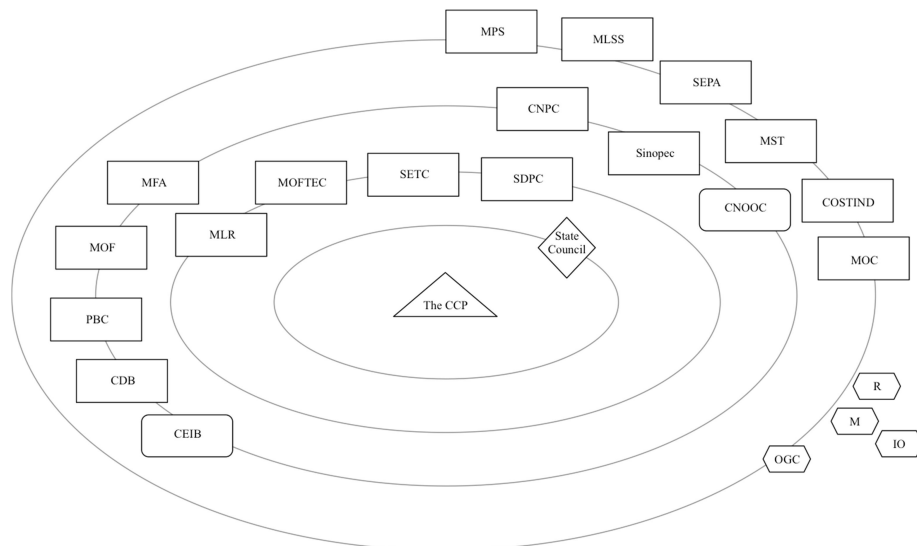 MPS
MLSS
SEPA
CNPC
MST
Sinopec
MFA
MOFTEC
SETC
SDPC
CNOOC
COSTIND
MLR
MOF
State
Council
MOC
The CCP
PBC
CDB
R
M
CEIB
IO
OGC